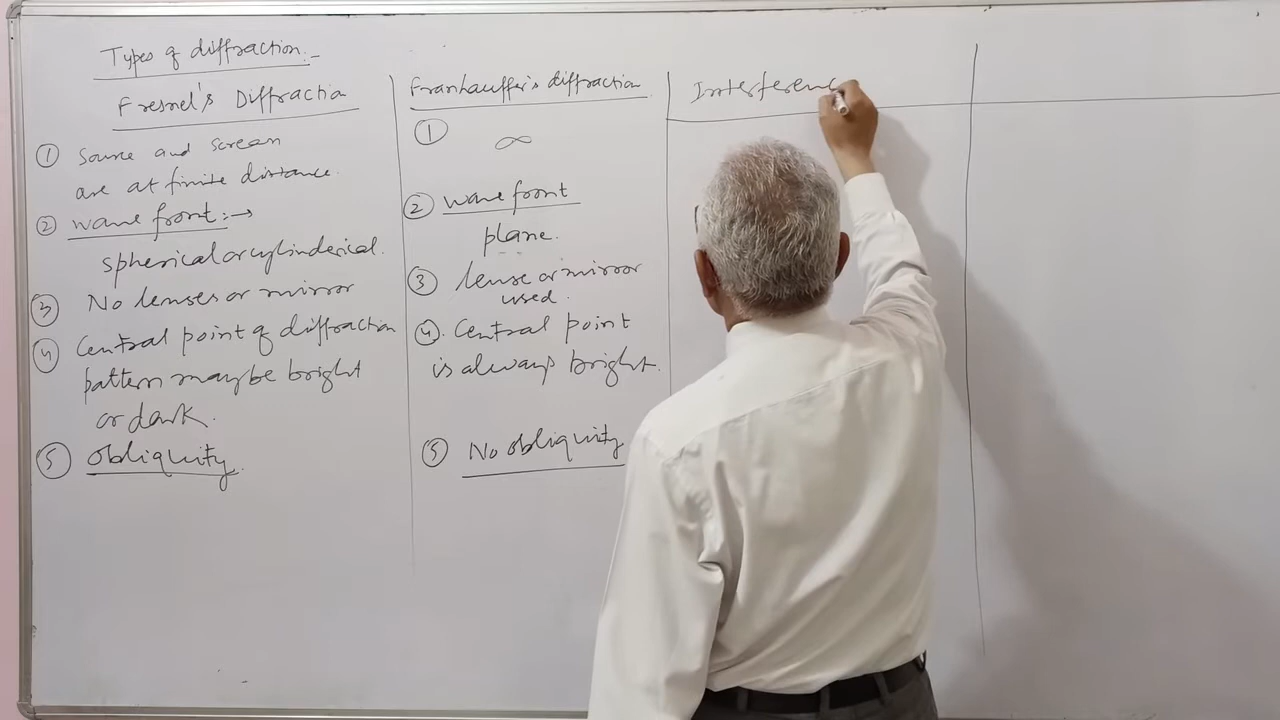 Types of diffraction:-
Fresnel's Diffraction
① Source and screen
are at finite distance.
② wave front:→
spherical or cylinderical.
③ No lenses or mirror
④ Central point of diffraction
pattern may be bright
or dark.
⑤ obliquity
Franhauffer's diffraction
① ∞
② wave front
plane.
③ lense or mirror
used.
④. Central point
is always bright.
⑤ No obliquity
Interferenc